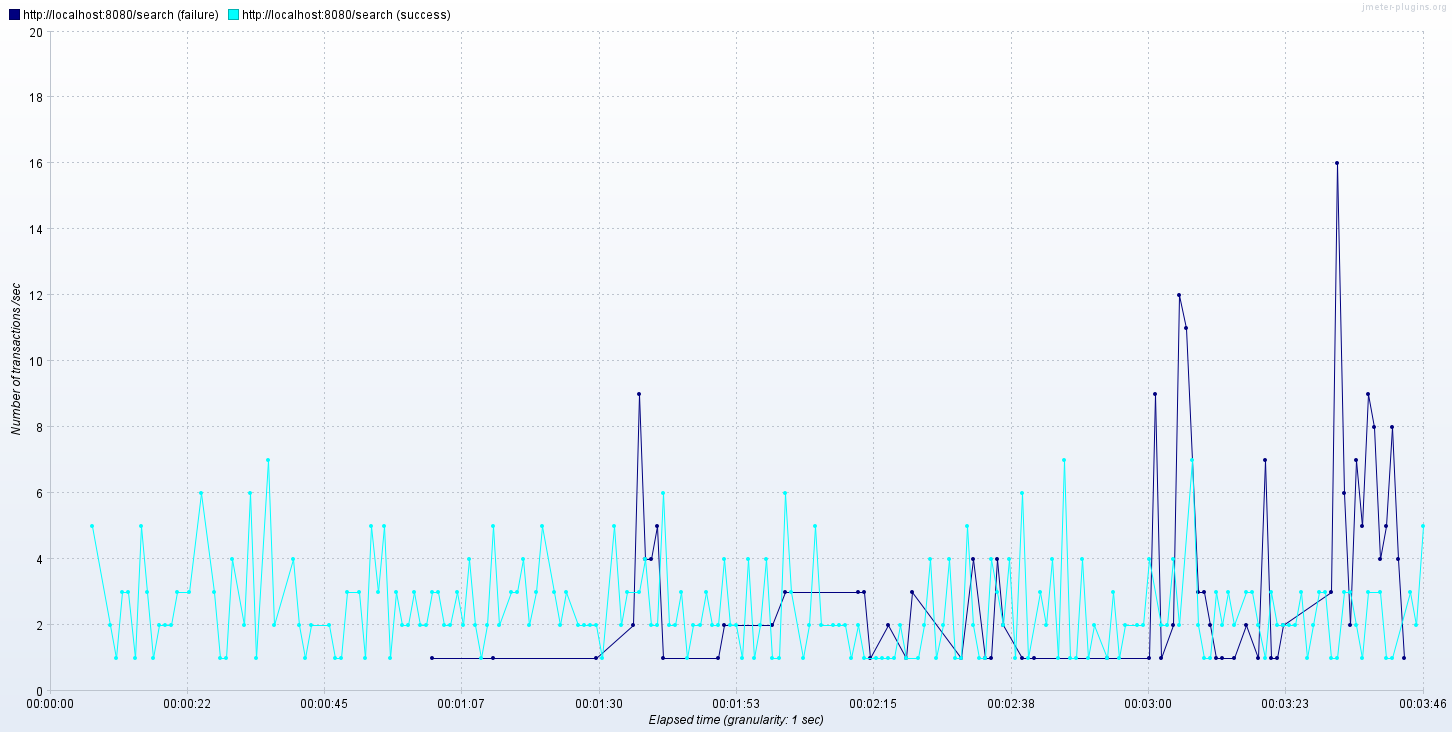 http://localhost:8080/search (failure) http://localhost:8080/search (success)
jmeter-plugins.org
20
18
16
14
12
10
8
6
4
2
0
Number of transactions /sec
00:00:00 00:00:22 00:00:45 00:01:07 00:01:30 00:01:53 00:02:15 00:02:38 00:03:00 00:03:23 00:03:46
Elapsed time (granularity: 1 sec)